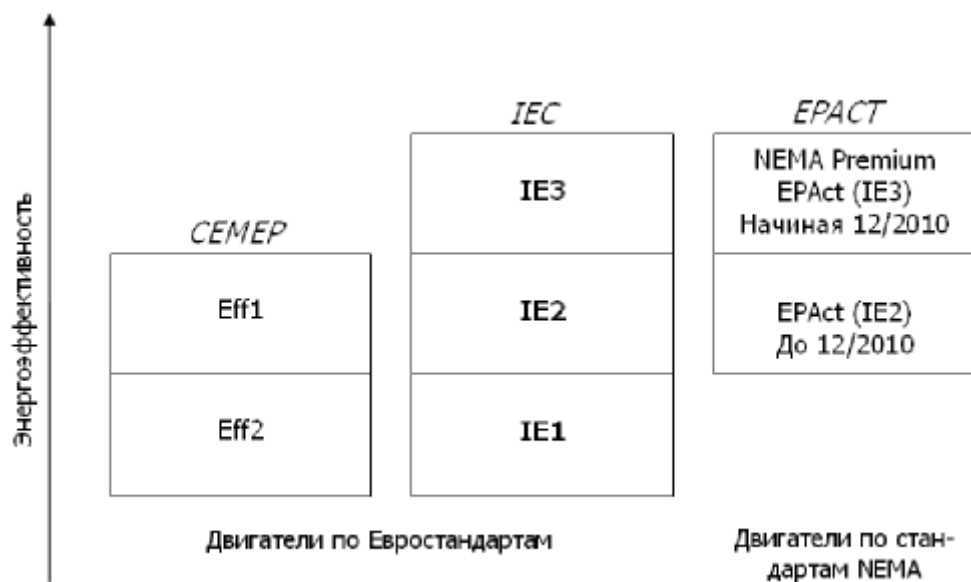 Энергоэффективность
CEMEP
Eff1
Eff2
IEC
IE3
IE2
IE1
EPACT
NEMA Premium
EPAct (IE3)
Начиная 12/2010
EPAct (IE2)
До 12/2010
Двигатели по Евростандартам
Двигатели по стан-
дартам NEMA